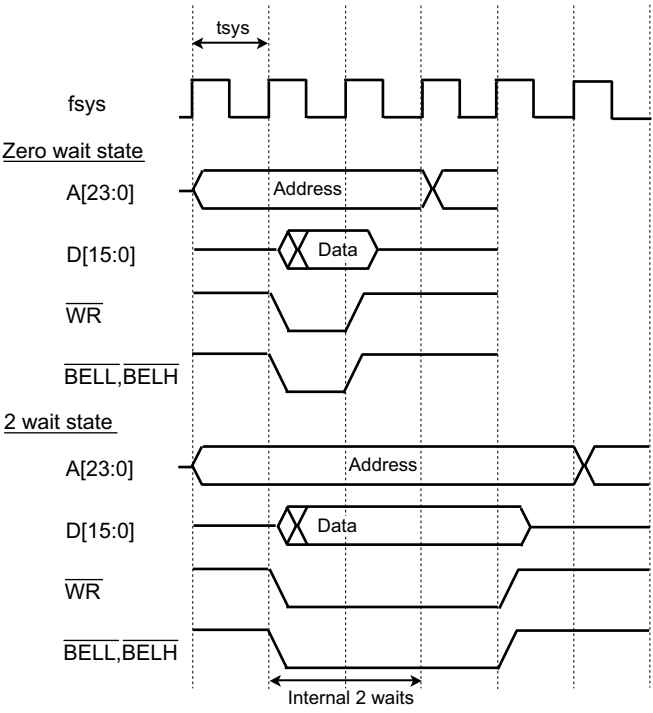 tsys
fsys
Zero wait state
A[23:0]
Address
D[15:0]
Data
WR
BELL,BELH
2 wait state
A[23:0]
Address
D[15:0]
Data
WR
BELL,BELH
Internal 2 waits